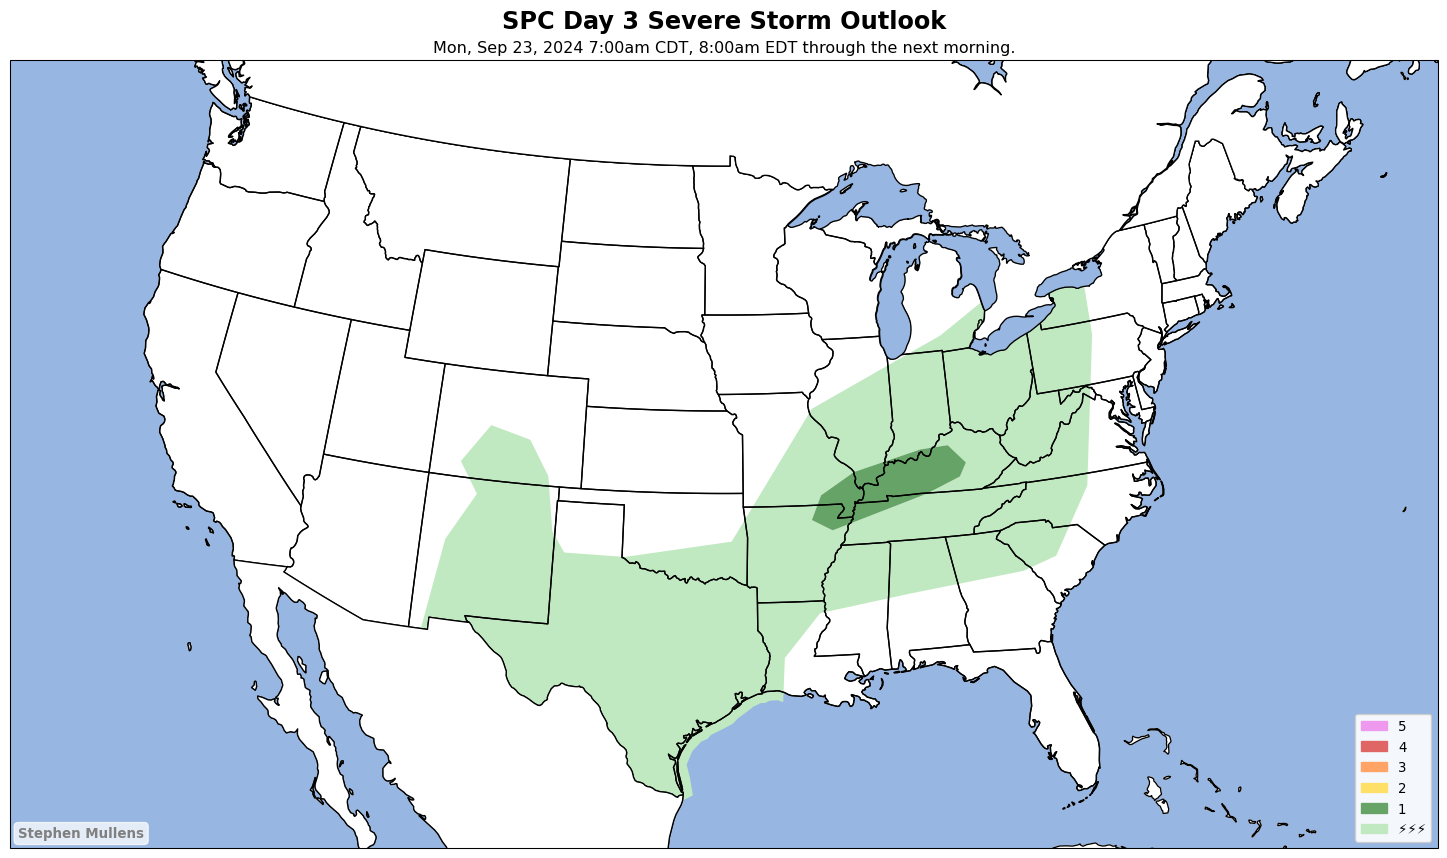 SPC Day 3 Severe Storm Outlook
Mon, Sep 23, 2024 7:00am CDT, 8:00am EDT through the next morning.
5
4
3
2
1
⚡⚡⚡
Stephen Mullens